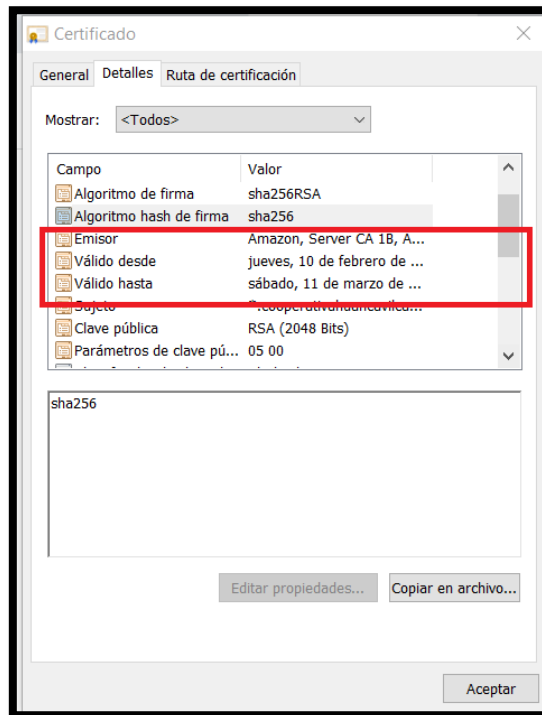 Certificado
General Detalles Ruta de certificación
Mostrar: <Todos>
Campo Valor
Algoritmo de firma sha256RSA
Algoritmo hash de firma sha256
Emisor Amazon, Server CA 1B, A...
Válido desde jueves, 10 de febrero de ...
Válido hasta sábado, 11 de marzo de ...
Sujeto
Clave pública RSA (2048 Bits)
Parámetros de clave pú... 05 00
sha256
Editar propiedades... Copiar en archivo...
Aceptar